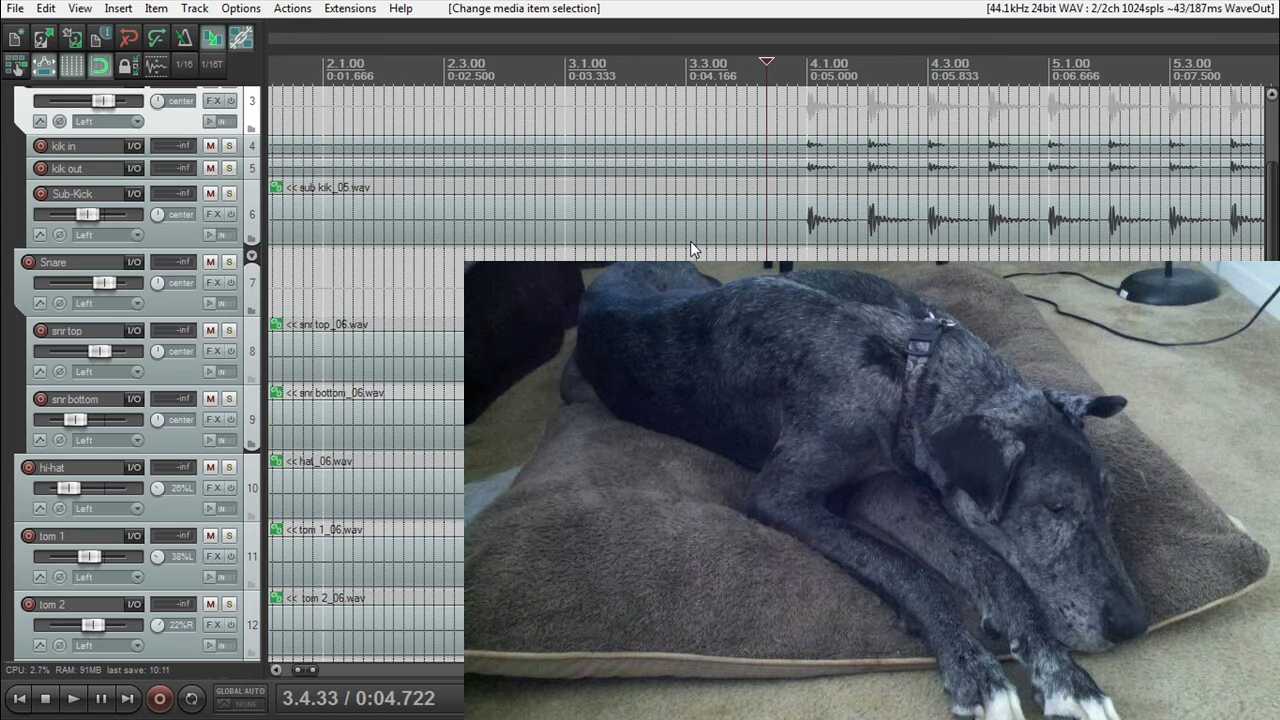 File Edit View Insert Item Track Options Actions Extensions Help [Change media item selection] [44.1kHz 24bit WAV : 2/2ch 1024spls ~43/187ms WaveOut]
1/16 1/16T
2.1.00 2.3.00 3.1.00 3.3.00 4.1.00 4.3.00 5.1.00 5.3.00
0:01.666 0:02.500 0:03.333 0:04.166 0:05.000 0:05.833 0:06.666 0:07.500
center FX 3
Left IN
kik in I/O -inf M S 4
kik out I/O -inf M S 5
Sub-Kick I/O -inf M S << sub kik_05.wav
center FX 6
Left IN
Snare I/O -inf M S
center FX 7
Left IN
snr top I/O -inf M S << snr top_06.wav
center FX 8
Left IN
snr bottom I/O -inf M S << snr bottom_06.wav
center FX 9
Left IN
hi-hat I/O -inf M S << hat_06.wav
26%L FX 10
Left IN
tom 1 I/O -inf M S << tom 1_06.wav
38%L FX 11
Left IN
tom 2 I/O -inf M S << tom 2_06.wav
22%R FX 12
Left IN
CPU: 2.7% RAM: 91MB last save: 10:11
GLOBAL AUTO
NONE
3.4.33 / 0:04.722